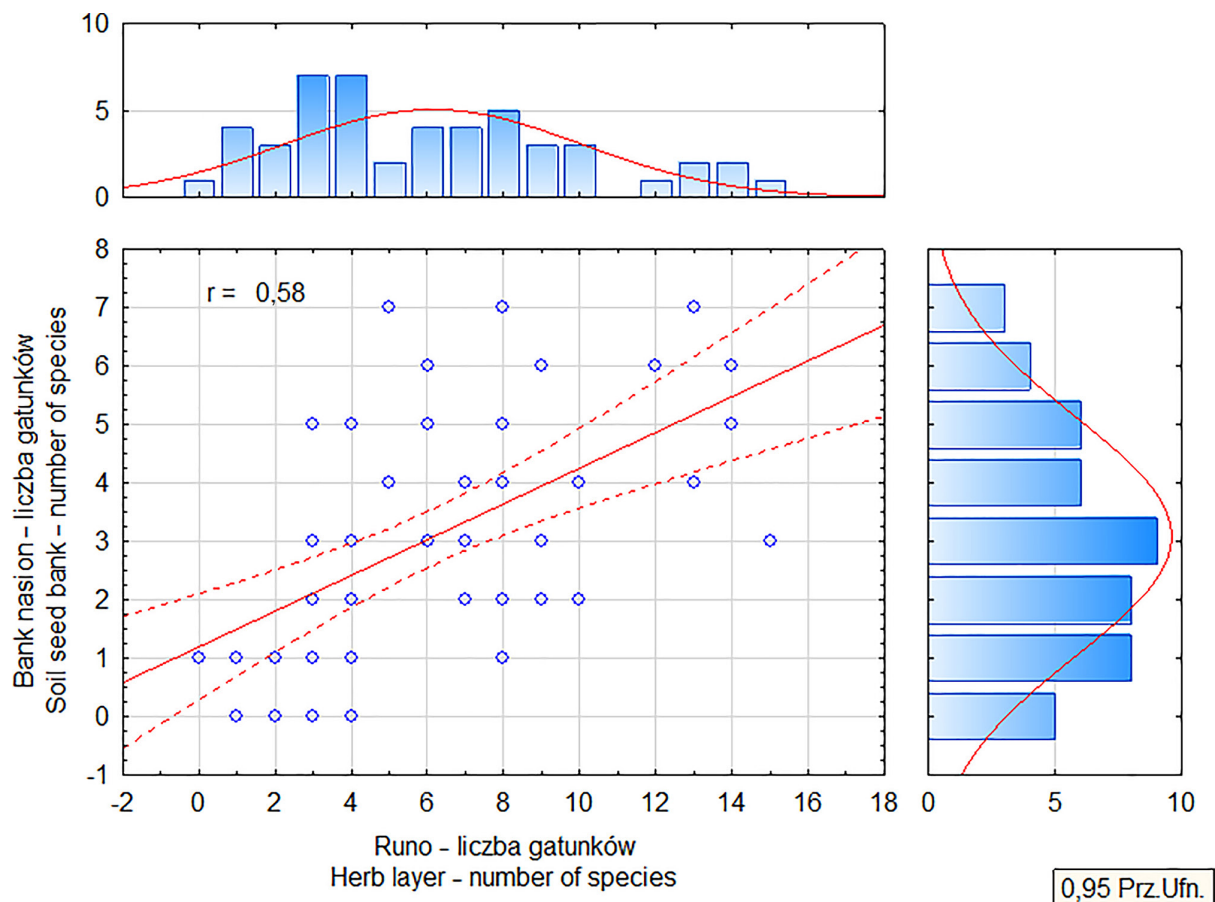 10
5
0
8
7
6
5
4
3
2
1
0
-1
r = 0,58
Bank nasion – liczba gatunków
Soil seed bank – number of species
-2 0 2 4 6 8 10 12 14 16 18
0 5 10
Runo – liczba gatunków
Herb layer – number of species
0,95 Prz.Ufn.